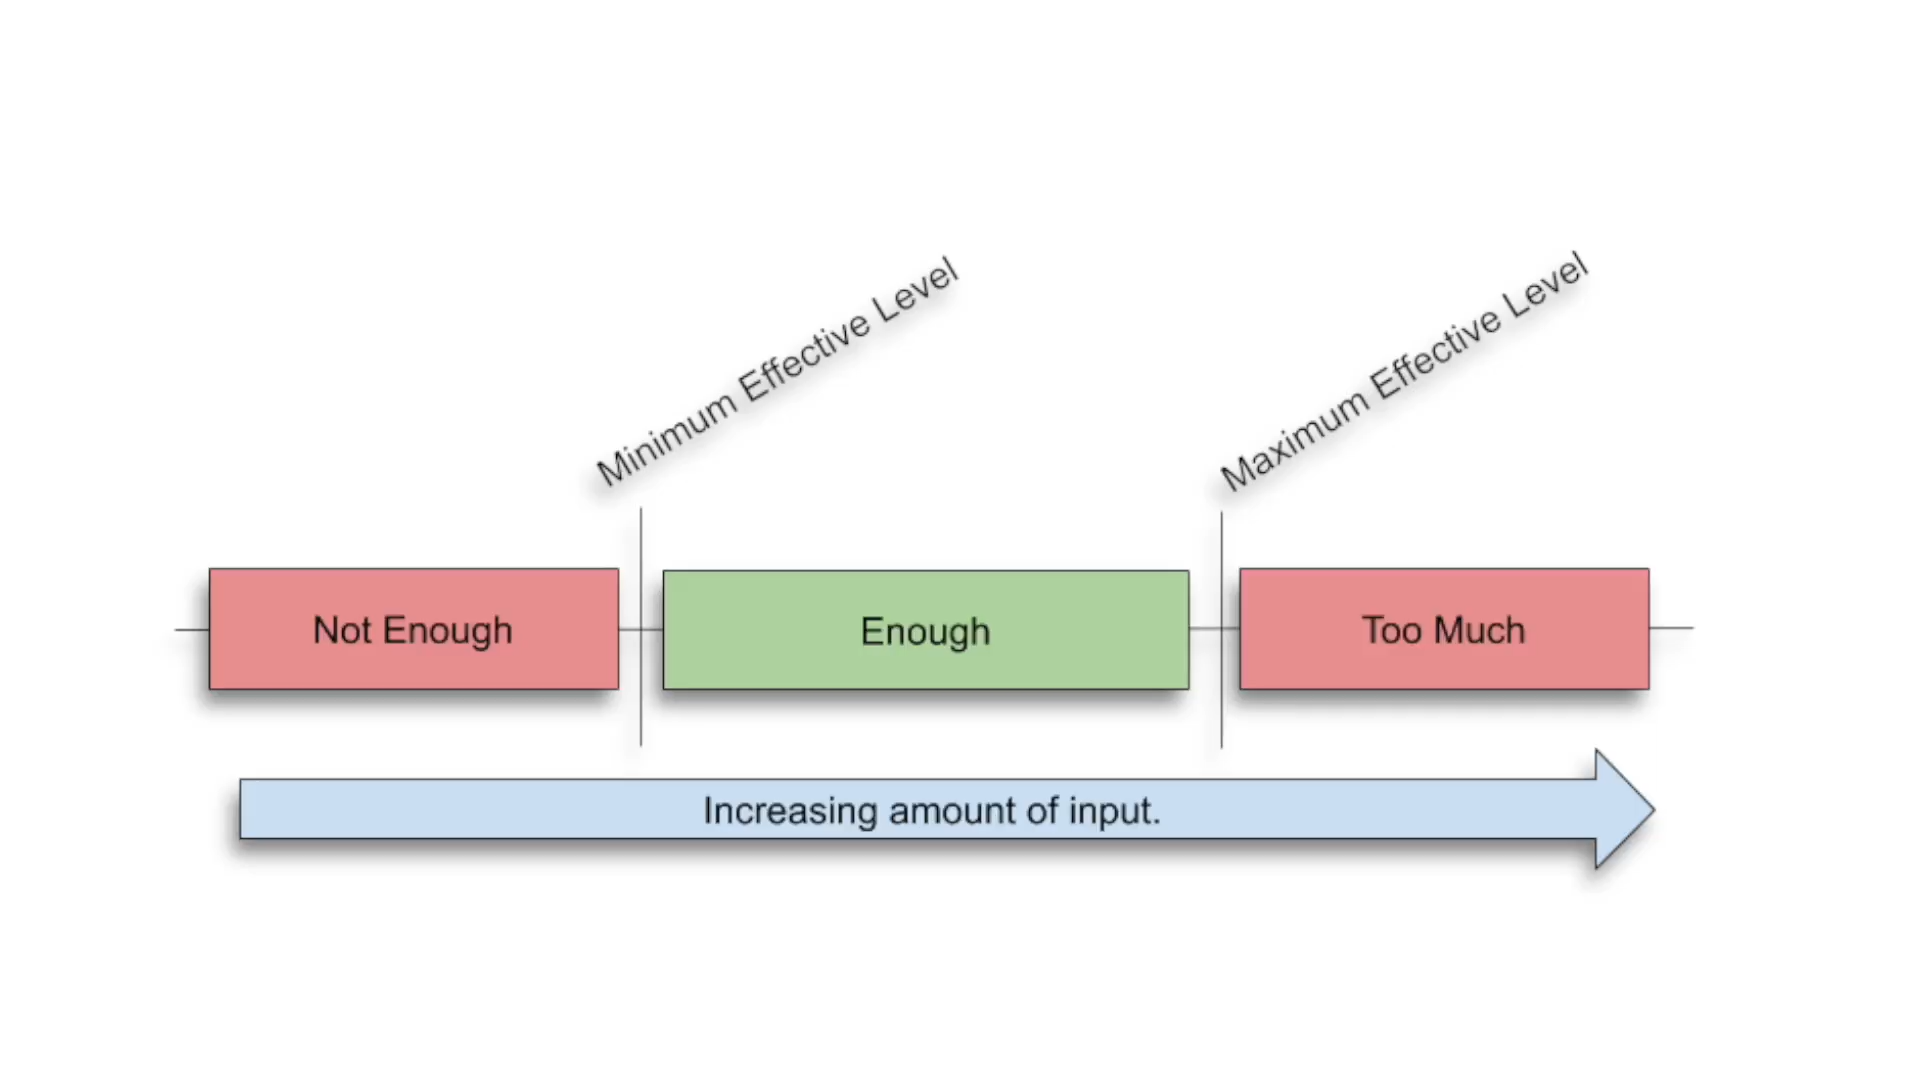 Minimum Effective Level
Maximum Effective Level
Not Enough
Enough
Too Much
Increasing amount of input.